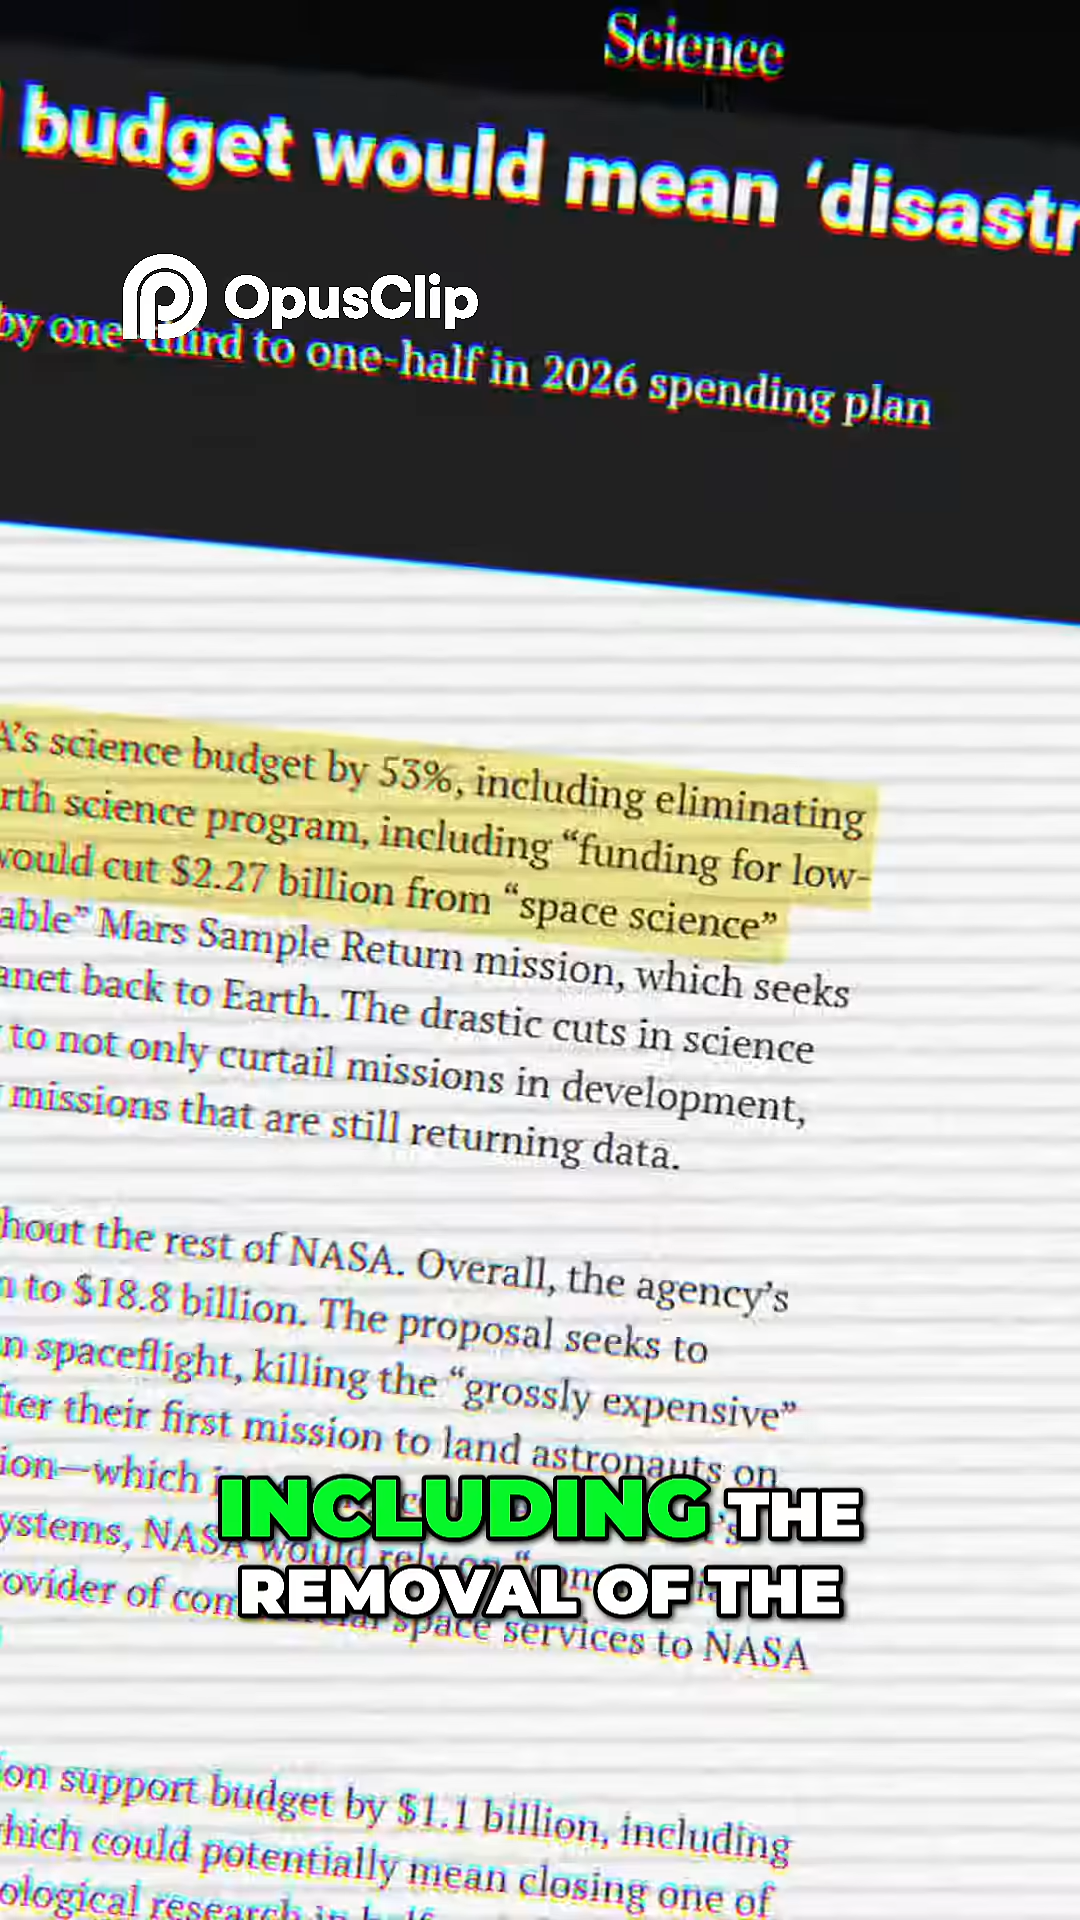 Science
budget would mean ‘disastr
OpusClip
by one-third to one-half in 2026 spending plan
A’s science budget by 53%, including eliminating
rth science program, including “funding for low-
would cut $2.27 billion from “space science”
able” Mars Sample Return mission, which seeks
anet back to Earth. The drastic cuts in science
to not only curtail missions in development,
missions that are still returning data.
hout the rest of NASA. Overall, the agency’s
n to $18.8 billion. The proposal seeks to
n spaceflight, killing the “grossly expensive”
fter their first mission to land astronauts on
ion—which
ystems, NASA would rely on
ovider of commercial space services to NASA
INCLUDING THE
REMOVAL OF THE
on support budget by $1.1 billion, including
hich could potentially mean closing one of
ological research in half